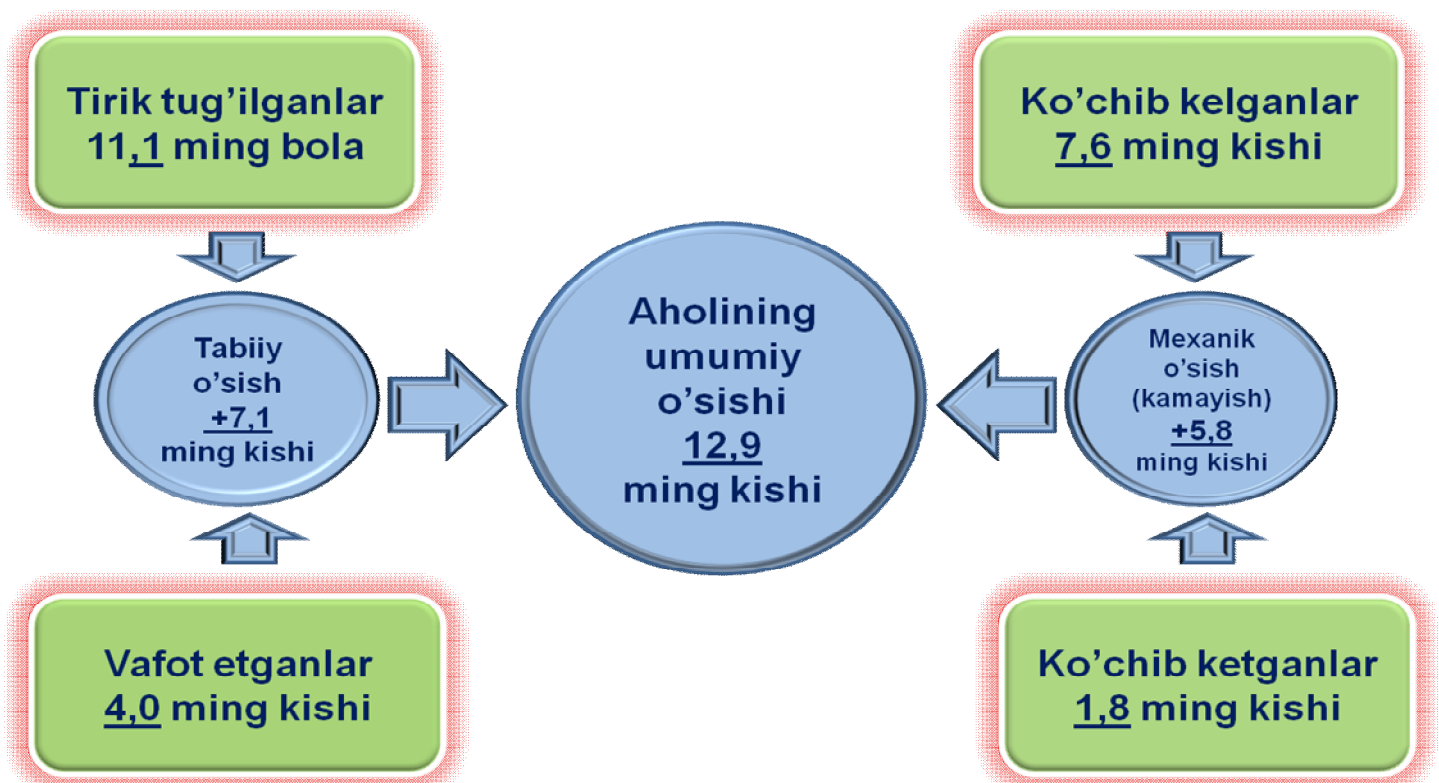 Tirik tug’ilganlar
11,1 ming bola
Ko’chib kelganlar
7,6 ming kishi
Tabiiy
o’sish
+7,1
ming kishi
Aholining
umumiy
o’sishi
12,9
ming kishi
Mexanik
o’sish
(kamayish)
+5,8
ming kishi
Vafot etganlar
4,0 ming kishi
Ko’chib ketganlar
1,8 ming kishi